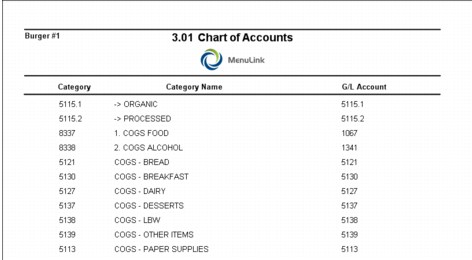 Burger #1 3.01 Chart of Accounts
MenuLink
Category Category Name G/L Account
5115.1 -> ORGANIC 5115.1
5115.2 -> PROCESSED 5115.2
8337 1. COGS FOOD 1067
8338 2. COGS ALCOHOL 1341
5121 COGS - BREAD 5121
5130 COGS - BREAKFAST 5130
5127 COGS - DAIRY 5127
5137 COGS - DESSERTS 5137
5138 COGS - LBW 5138
5139 COGS - OTHER ITEMS 5139
5113 COGS - PAPER SUPPLIES 5113